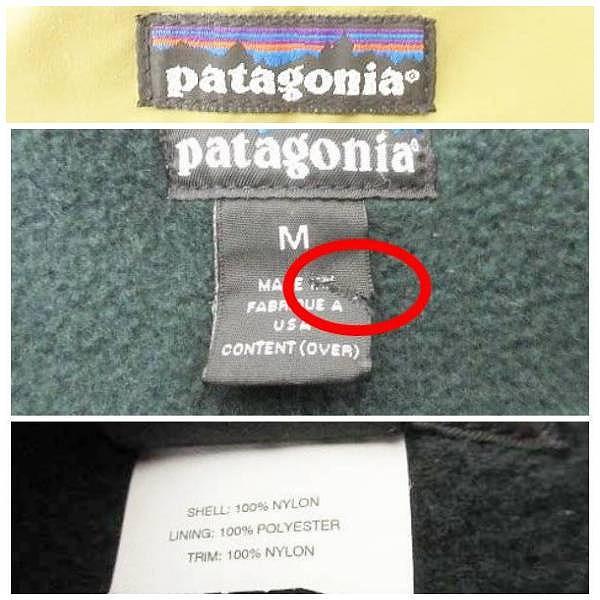 patagonia®
patagonia
M
MADE
FABRIQUE A
USA
CONTENT (OVER)
SHELL: 100% NYLON
LINING: 100% POLYESTER
TRIM: 100% NYLON